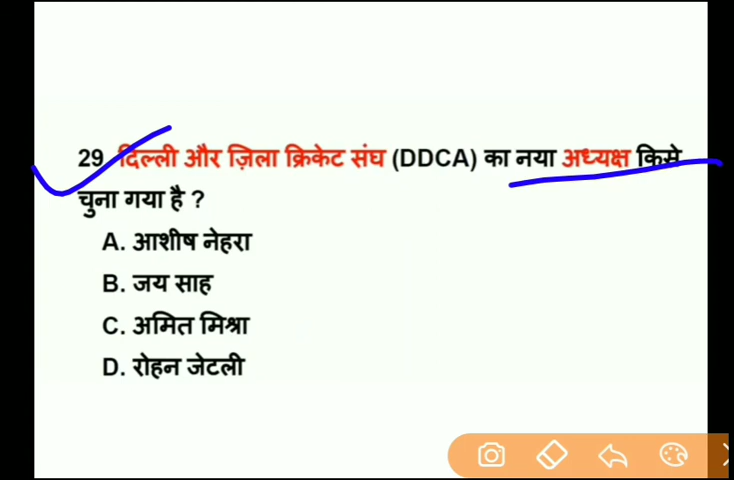 29 दिल्ली और ज़िला क्रिकेट संघ (DDCA) का नया अध्यक्ष किसे
चुना गया है ?
A. आशीष नेहरा
B. जय साह
C. अमित मिश्रा
D. रोहन जेटली